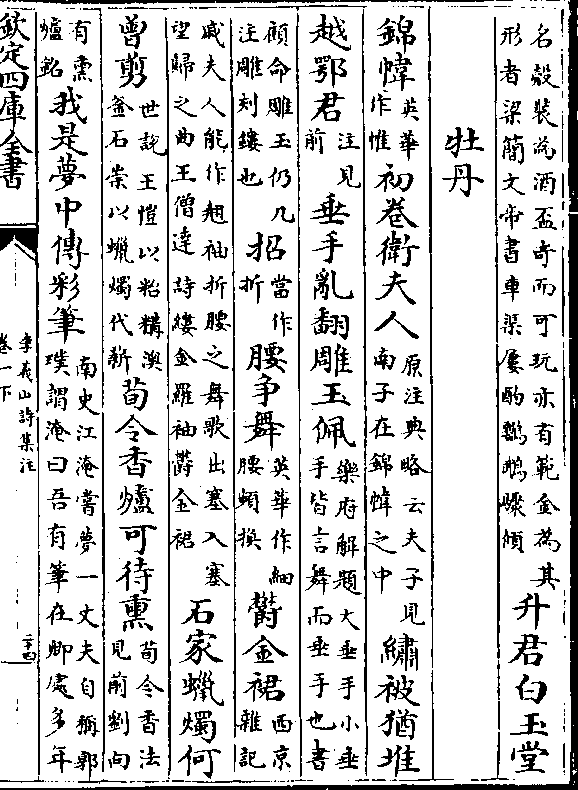 名殼裝為酒盃奇而可玩亦有範金為其
形者梁簡文帝書車渠屢酌鸚鵡驟傾
升君白玉堂
牡丹
錦幃
英華
作惟
初卷衛夫人
原注典略云夫子見
南子在錦幃之中
繡被猶堆
越鄂君
注見
前
垂手亂翻雕玉佩
樂府解題大垂手小垂
手皆言舞而垂手也書
顧命雕玉仍几
注雕刻鏤也
招
當作
折
腰爭舞
英華作細
腰頻換
鬱金裙
西京
雜記
戚夫人能作翹袖折腰之舞歌出塞入塞
望歸之曲王僧達詩縷金羅袖鬱金裙
石家蠟燭何
曾剪
世說王愷以糒澳
釜石崇以蠟燭代薪
荀令香爐可待熏
荀令香法
見前劉向
有熏
爐銘
我是夢中傳彩筆
南史江淹嘗夢一丈夫自稱郭
璞謂淹曰吾有筆在卿處多年
欽定四庫全書
李義山詩集注
卷一下
二十四